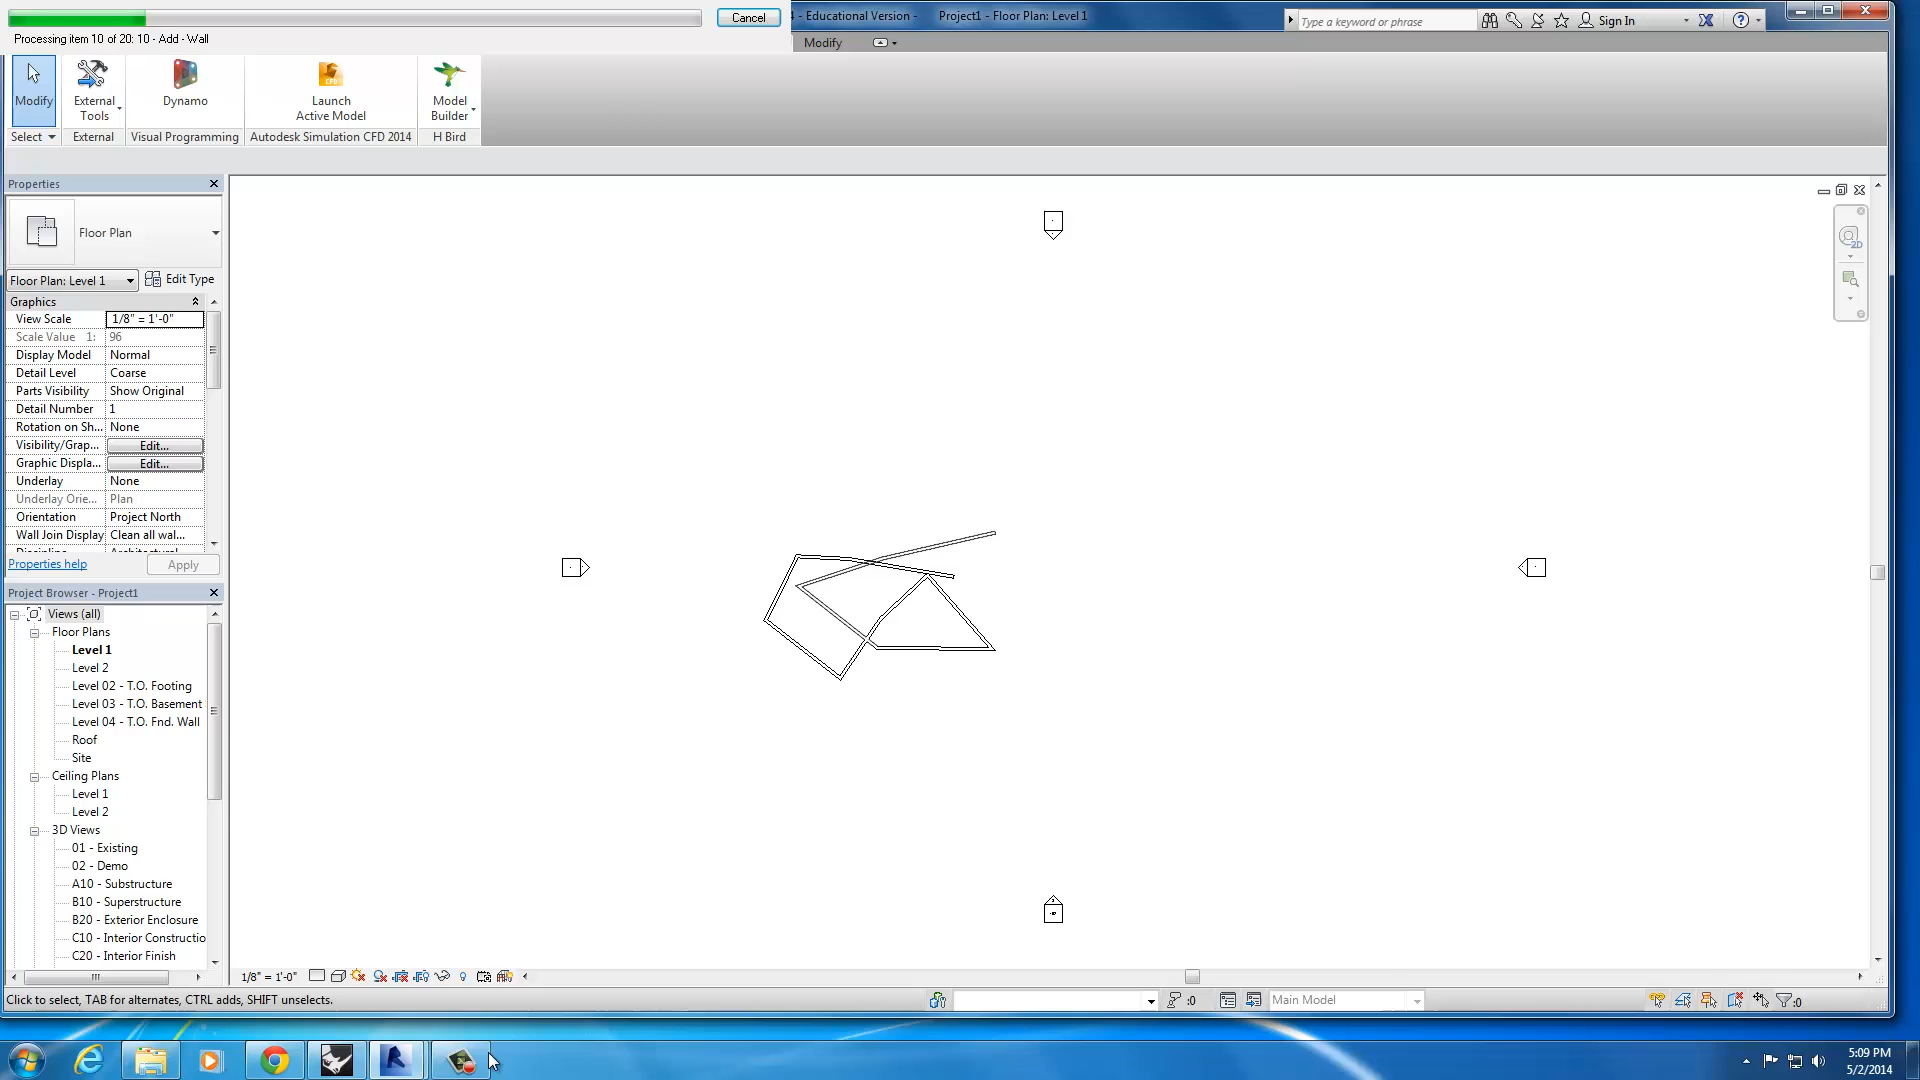 Cancel
4 - Educational Version - Project1 - Floor Plan: Level 1
Type a keyword or phrase
Sign In
Processing item 10 of 20: 10 - Add - Wall
Modify
Modify
External Tools
Dynamo
Launch Active Model
Model Builder
Select
External
Visual Programming
Autodesk Simulation CFD 2014
H Bird
Properties
Floor Plan
Floor Plan: Level 1
Edit Type
Graphics
View Scale 1/8" = 1'-0"
Scale Value 1: 96
Display Model Normal
Detail Level Coarse
Parts Visibility Show Original
Detail Number 1
Rotation on Sh... None
Visibility/Grap... Edit...
Graphic Displa... Edit...
Underlay None
Underlay Orie... Plan
Orientation Project North
Wall Join Display Clean all wal...
Properties help
Apply
Project Browser - Project1
Views (all)
Floor Plans
Level 1
Level 2
Level 02 - T.O. Footing
Level 03 - T.O. Basement
Level 04 - T.O. Fnd. Wall
Roof
Site
Ceiling Plans
Level 1
Level 2
3D Views
01 - Existing
02 - Demo
A10 - Substructure
B10 - Superstructure
B20 - Exterior Enclosure
C10 - Interior Constructio
C20 - Interior Finish
2D
1/8" = 1'-0"
Click to select, TAB for alternates, CTRL adds, SHIFT unselects.
:0
Main Model
:0
5:09 PM
5/2/2014